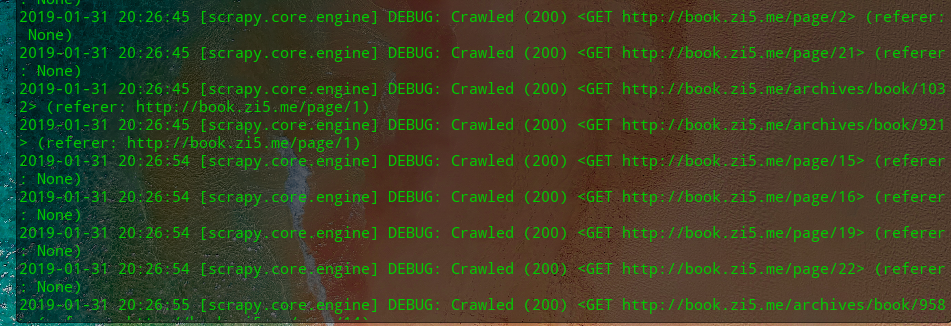 : None)
2019-01-31 20:26:45 [scrapy.core.engine] DEBUG: Crawled (200) <GET http://book.zi5.me/page/2> (referer:
 None)
2019-01-31 20:26:45 [scrapy.core.engine] DEBUG: Crawled (200) <GET http://book.zi5.me/page/21> (referer
: None)
2019-01-31 20:26:45 [scrapy.core.engine] DEBUG: Crawled (200) <GET http://book.zi5.me/archives/book/103
2> (referer: http://book.zi5.me/page/1)
2019-01-31 20:26:45 [scrapy.core.engine] DEBUG: Crawled (200) <GET http://book.zi5.me/archives/book/921
> (referer: http://book.zi5.me/page/1)
2019-01-31 20:26:54 [scrapy.core.engine] DEBUG: Crawled (200) <GET http://book.zi5.me/page/15> (referer
: None)
2019-01-31 20:26:54 [scrapy.core.engine] DEBUG: Crawled (200) <GET http://book.zi5.me/page/16> (referer
: None)
2019-01-31 20:26:54 [scrapy.core.engine] DEBUG: Crawled (200) <GET http://book.zi5.me/page/19> (referer
: None)
2019-01-31 20:26:54 [scrapy.core.engine] DEBUG: Crawled (200) <GET http://book.zi5.me/page/22> (referer
: None)
2019-01-31 20:26:55 [scrapy.core.engine] DEBUG: Crawled (200) <GET http://book.zi5.me/archives/book/958